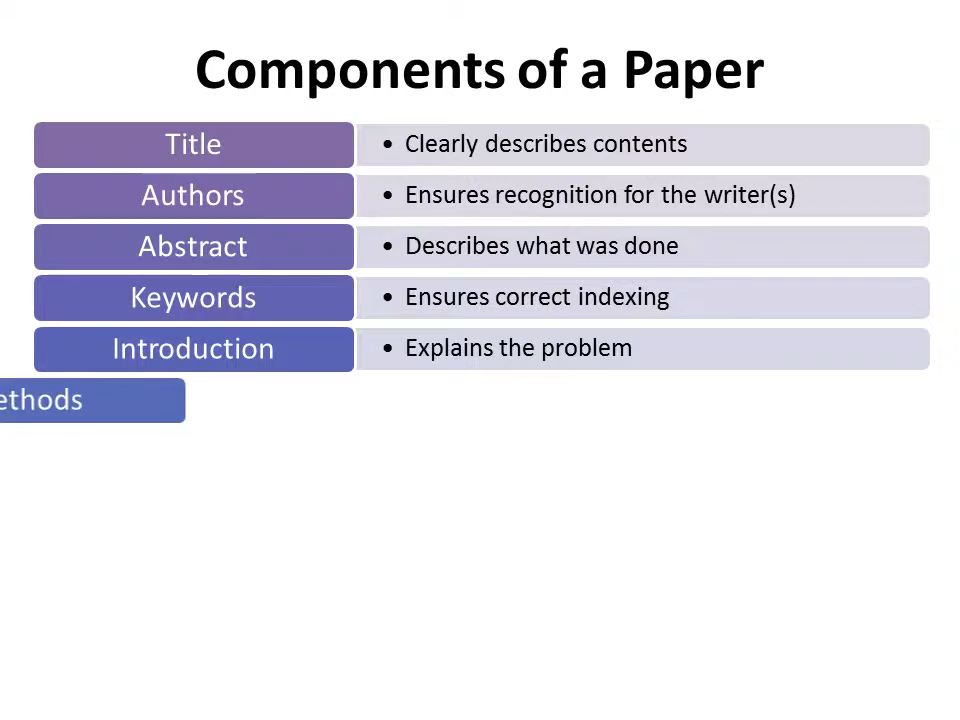 Components of a Paper
Title
• Clearly describes contents
Authors
• Ensures recognition for the writer(s)
Abstract
• Describes what was done
Keywords
• Ensures correct indexing
Introduction
• Explains the problem
ethods